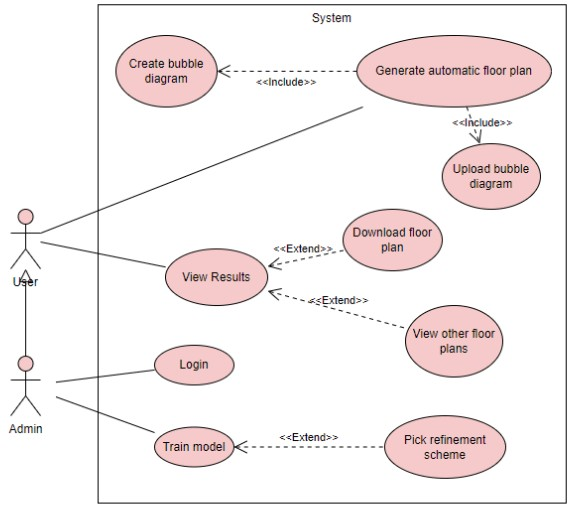 System
Create bubble
diagram
Generate automatic floor plan
<<Include>>
<<Include>>
Upload bubble
diagram
Download floor
plan
<<Extend>>
User
View Results
<<Extend>>
View other floor
plans
Login
Admin
Train model
<<Extend>>
Pick refinement
scheme